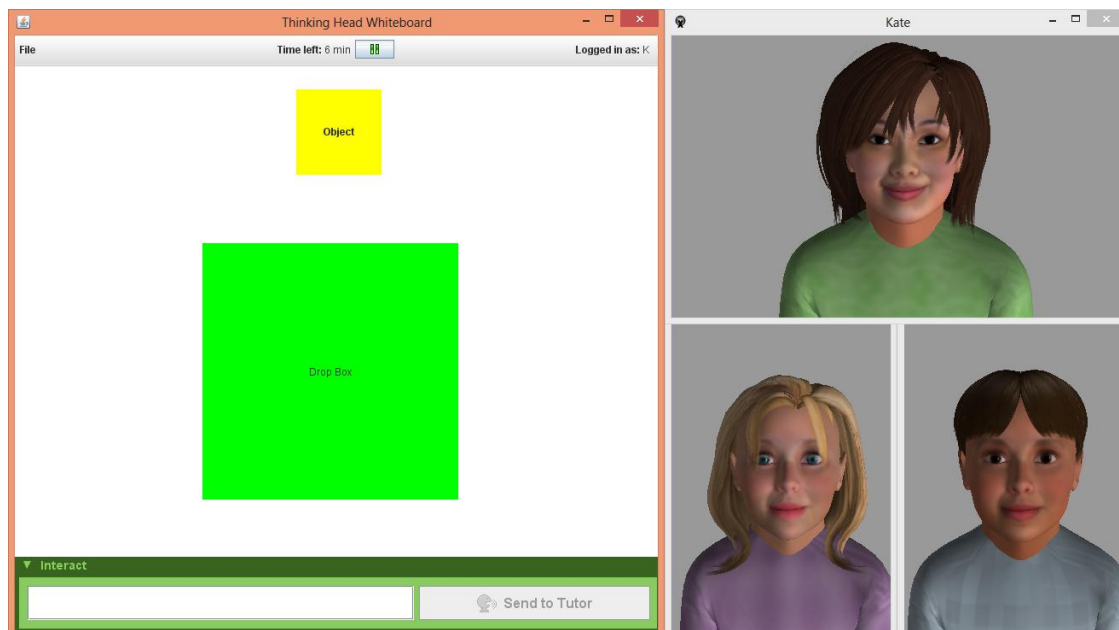 Thinking Head Whiteboard
File
Time left: 6 min
Logged in as: K
Object
Drop Box
▼ Interact
Send to Tutor
Kate